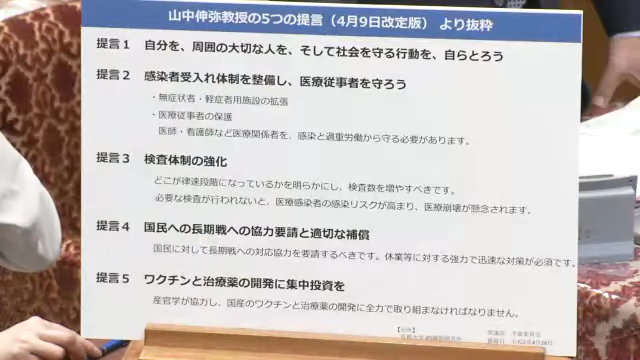 山中伸弥教授の5つの提言（4月9日改定版） より抜粋
提言１ 自分を、周囲の大切な人を、そして社会を守る行動を、自らとろう
提言２ 感染者受入れ体制を整備し、医療従事者を守ろう
・無症状者・軽症者用施設の拡張
・医療従事者の保護
医師・看護師など医療関係者を、感染と過重労働から守る必要があります。
提言３ 検査体制の強化
どこが律速段階になっているかを明らかにし、検査数を増やすべきです。
必要な検査が行われないと、医療感染者の感染リスクが高まり、医療崩壊が懸念されます。
提言４ 国民への長期戦への協力要請と適切な補償
国民に対して長期戦への対応協力を要請するべきです。休業等に対する強力で迅速な対策が必須です。
提言５ ワクチンと治療薬の開発に集中投資を
産官学が協力し、国産のワクチンと治療薬の開発に全力で取り組まなければなりません。